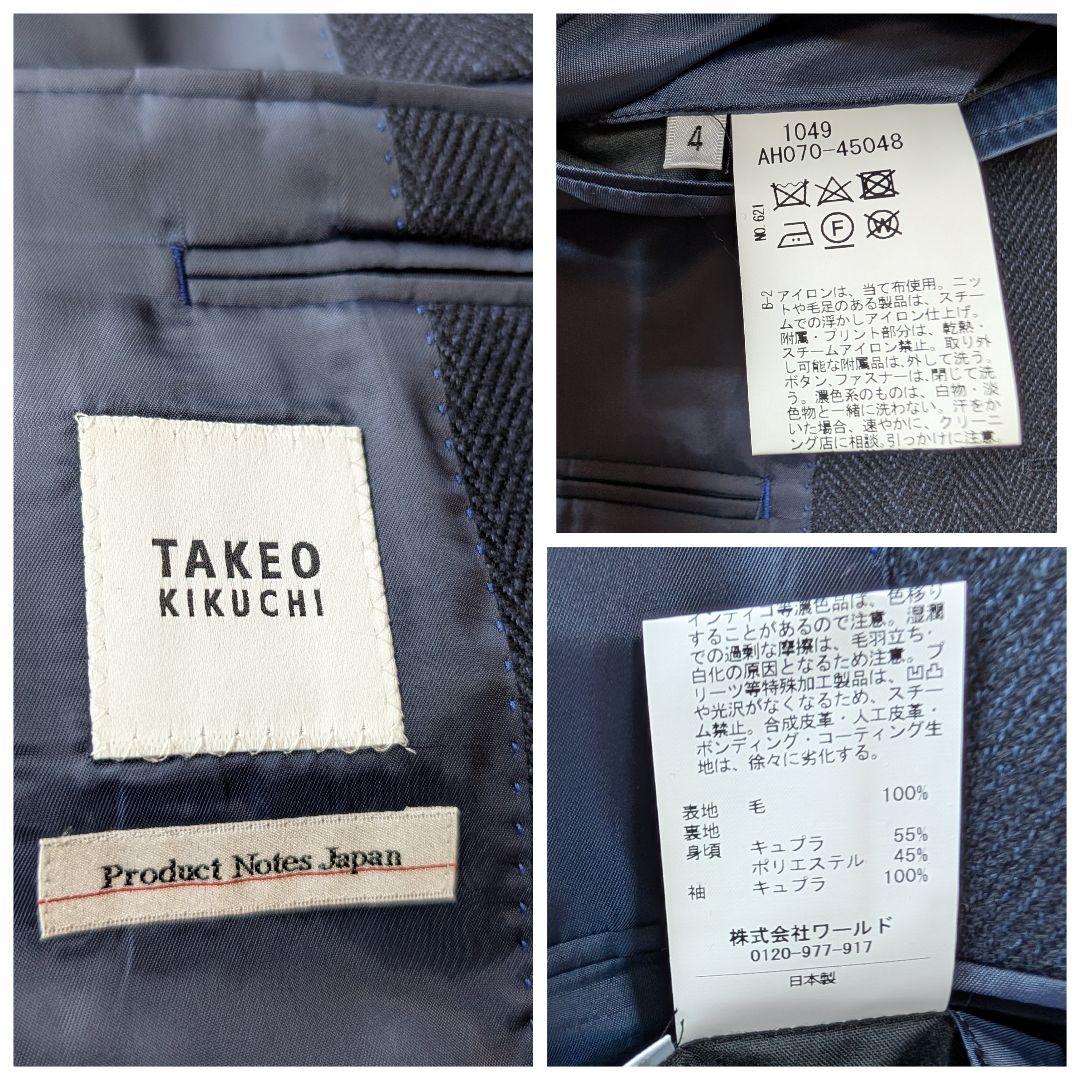 TAKEO
KIKUCHI
Product Notes Japan
4
1049
AH070-45048
NO.621
F
W
B-2
アイロンは、当て布使用。ニッ
トや毛足のある製品は、スチー
ムでの浮かしアイロン仕上げ。
附属・プリント部分は、乾熱・
スチームアイロン禁止。取り外
し可能な附属品は、外して洗う。
ボタン、ファスナーは、閉じて洗
う。濃色系のものは、白物・淡
色物と一緒に洗わない。汗をか
いた場合、速やかに、クリーニ
ング店に相談。引っかけに注意。
インディゴ等濃色品は、色移り
することがあるので注意。湿潤
での過剰な摩擦は、毛羽立ち・
白化の原因となるため注意。プ
リーツ等特殊加工製品は、凹凸
や光沢がなくなるため、スチー
ム禁止。合成皮革・人工皮革・
ボンディング・コーティング生
地は、徐々に劣化する。
表地 毛 100%
裏地
身頃 キュプラ 55%
ポリエステル 45%
袖 キュプラ 100%
株式会社ワールド
0120-977-917
日本製